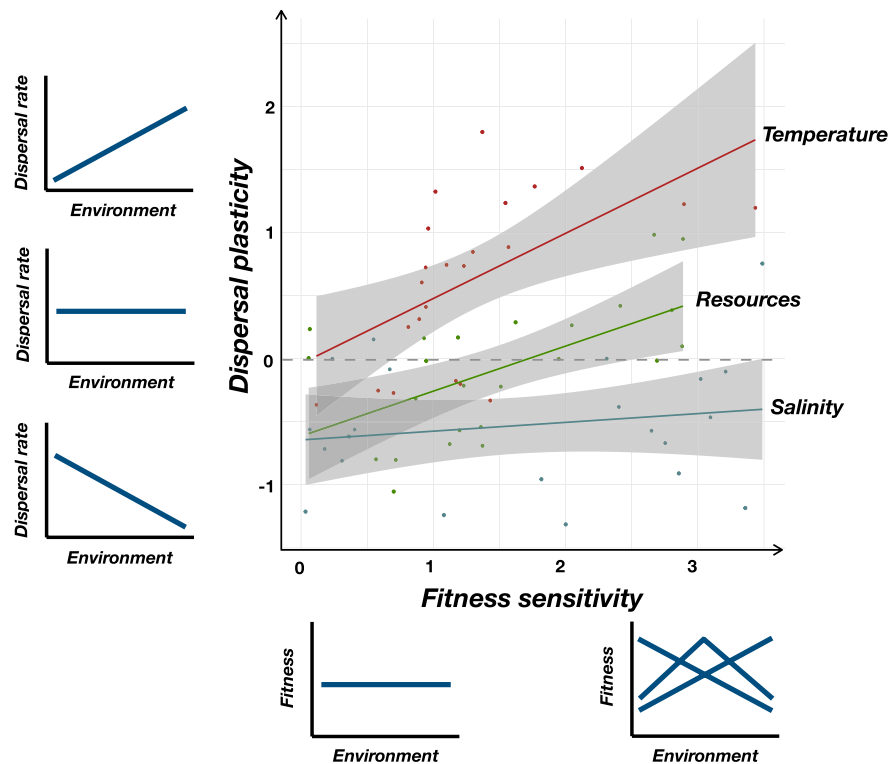 Dispersal rate
Environment
Dispersal rate
Environment
Dispersal rate
Environment
Dispersal plasticity
2
1
0
-1
Temperature
Resources
Salinity
0
1
2
3
Fitness sensitivity
Fitness
Environment
Fitness
Environment